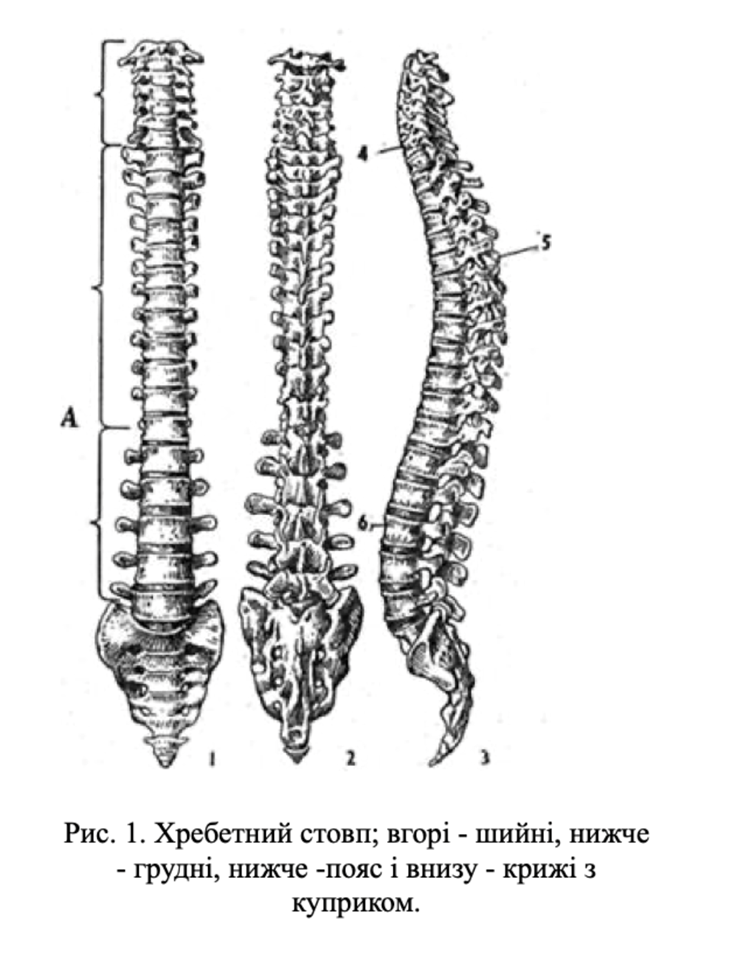 4
5
A
6
1 2 3
Рис. 1. Хребетний стовп; вгорі - шийні, нижче
- грудні, нижче -пояс і внизу - крижі з
куприком.